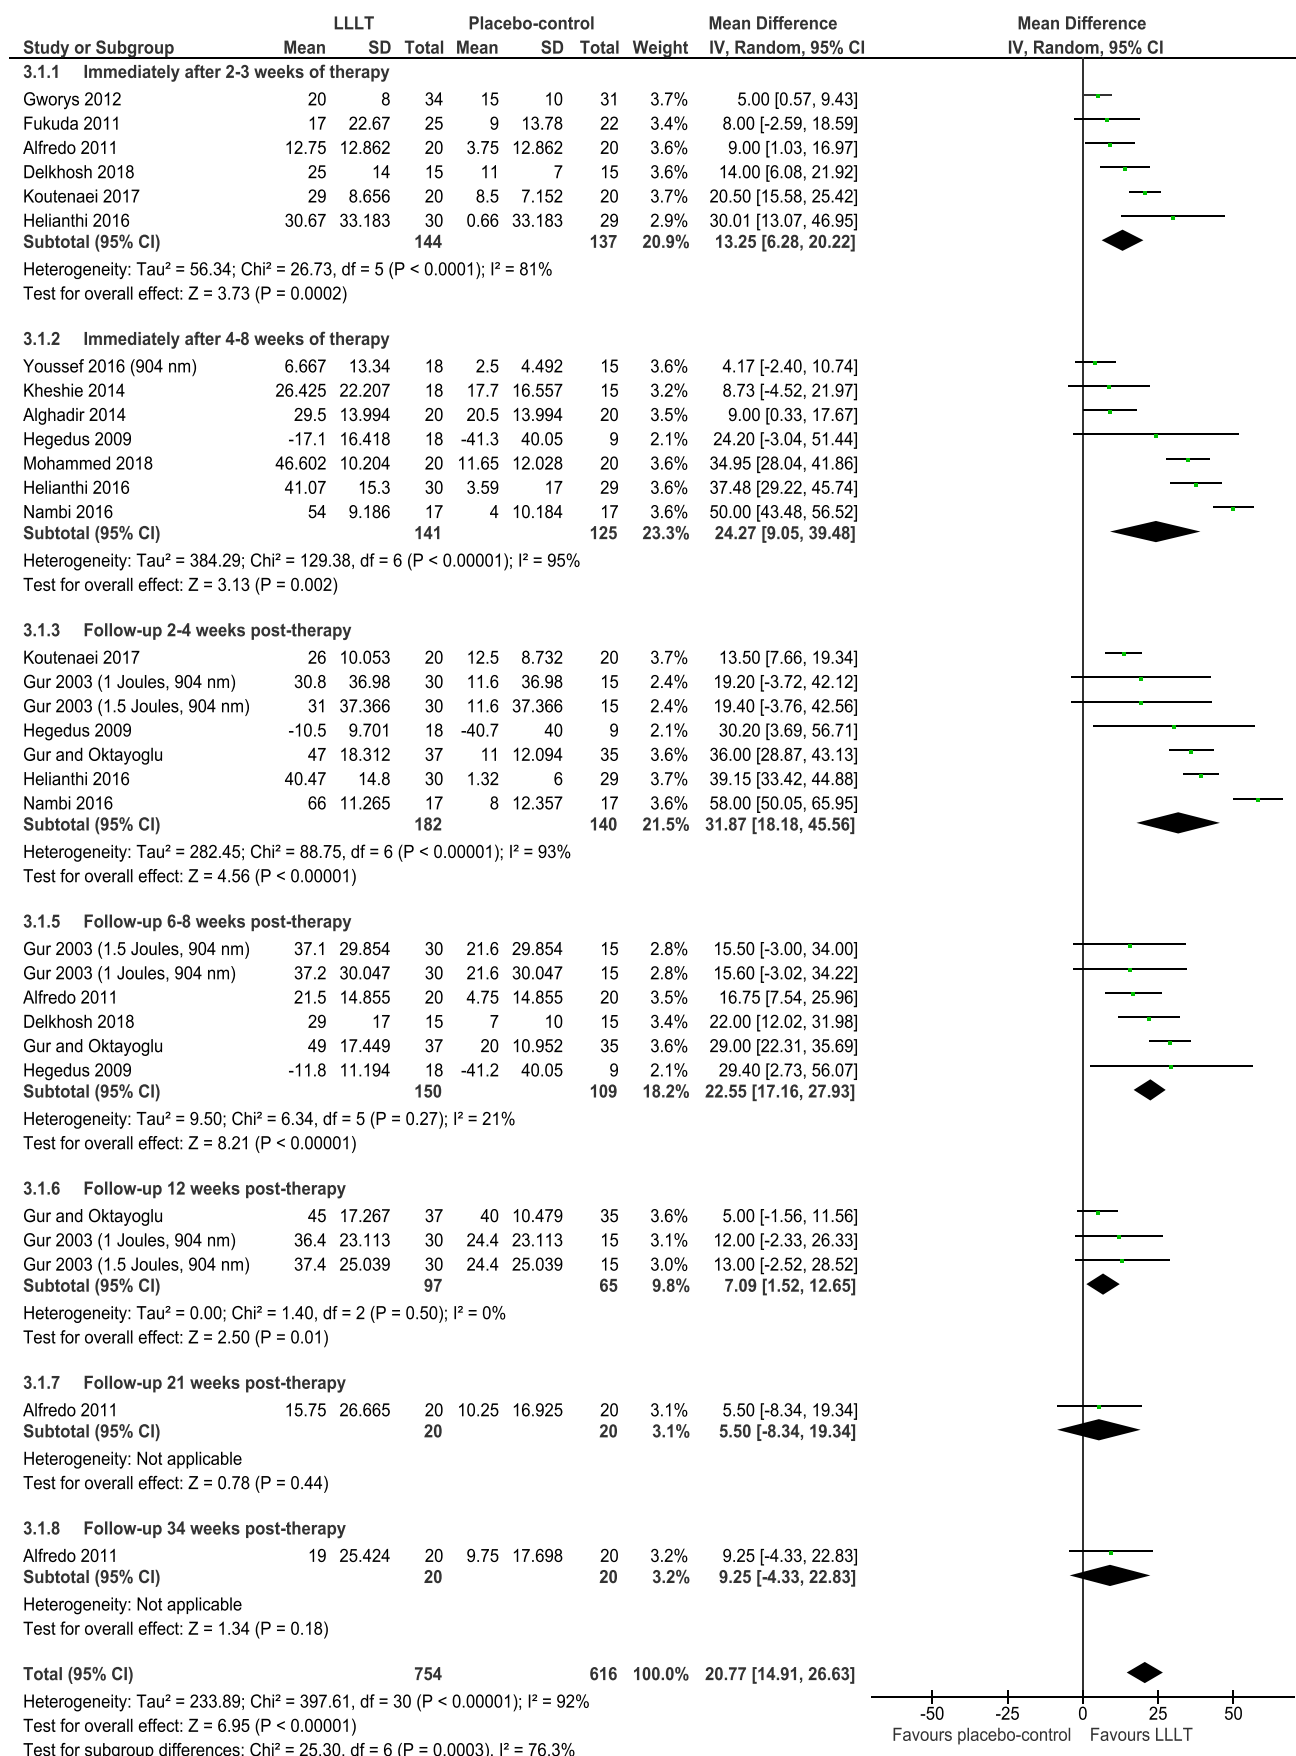 LLLT Placebo-control Mean Difference Mean Difference
Study or Subgroup Mean SD Total Mean SD Total Weight IV, Random, 95% CI IV, Random, 95% CI
3.1.1 Immediately after 2-3 weeks of therapy
Gworys 2012 20 8 34 15 10 31 3.7% 5.00 [0.57, 9.43]
Fukuda 2011 17 22.67 25 9 13.78 22 3.4% 8.00 [-2.59, 18.59]
Alfredo 2011 12.75 12.862 20 3.75 12.862 20 3.6% 9.00 [1.03, 16.97]
Delkhosh 2018 25 14 15 11 7 15 3.6% 14.00 [6.08, 21.92]
Koutenaei 2017 29 8.656 20 8.5 7.152 20 3.7% 20.50 [15.58, 25.42]
Helianthi 2016 30.67 33.183 30 0.66 33.183 29 2.9% 30.01 [13.07, 46.95]
Subtotal (95% CI) 144 137 20.9% 13.25 [6.28, 20.22]
Heterogeneity: Tau² = 56.34; Chi² = 26.73, df = 5 (P < 0.0001); I² = 81%
Test for overall effect: Z = 3.73 (P = 0.0002)
3.1.2 Immediately after 4-8 weeks of therapy
Youssef 2016 (904 nm) 6.667 13.34 18 2.5 4.492 15 3.6% 4.17 [-2.40, 10.74]
Kheshie 2014 26.425 22.207 18 17.7 16.557 15 3.2% 8.73 [-4.52, 21.97]
Alghadir 2014 29.5 13.994 20 20.5 13.994 20 3.5% 9.00 [0.33, 17.67]
Hegedus 2009 -17.1 16.418 18 -41.3 40.05 9 2.1% 24.20 [-3.04, 51.44]
Mohammed 2018 46.602 10.204 20 11.65 12.028 20 3.6% 34.95 [28.04, 41.86]
Helianthi 2016 41.07 15.3 30 3.59 17 29 3.6% 37.48 [29.22, 45.74]
Nambi 2016 54 9.186 17 4 10.184 17 3.6% 50.00 [43.48, 56.52]
Subtotal (95% CI) 141 125 23.3% 24.27 [9.05, 39.48]
Heterogeneity: Tau² = 384.29; Chi² = 129.38, df = 6 (P < 0.00001); I² = 95%
Test for overall effect: Z = 3.13 (P = 0.002)
3.1.3 Follow-up 2-4 weeks post-therapy
Koutenaei 2017 26 10.053 20 12.5 8.732 20 3.7% 13.50 [7.66, 19.34]
Gur 2003 (1 Joules, 904 nm) 30.8 36.98 30 11.6 36.98 15 2.4% 19.20 [-3.72, 42.12]
Gur 2003 (1.5 Joules, 904 nm) 31 37.366 30 11.6 37.366 15 2.4% 19.40 [-3.76, 42.56]
Hegedus 2009 -10.5 9.701 18 -40.7 40 9 2.1% 30.20 [3.69, 56.71]
Gur and Oktayoglu 47 18.312 37 11 12.094 35 3.6% 36.00 [28.87, 43.13]
Helianthi 2016 40.47 14.8 30 1.32 6 29 3.7% 39.15 [33.42, 44.88]
Nambi 2016 66 11.265 17 8 12.357 17 3.6% 58.00 [50.05, 65.95]
Subtotal (95% CI) 182 140 21.5% 31.87 [18.18, 45.56]
Heterogeneity: Tau² = 282.45; Chi² = 88.75, df = 6 (P < 0.00001); I² = 93%
Test for overall effect: Z = 4.56 (P < 0.00001)
3.1.5 Follow-up 6-8 weeks post-therapy
Gur 2003 (1.5 Joules, 904 nm) 37.1 29.854 30 21.6 29.854 15 2.8% 15.50 [-3.00, 34.00]
Gur 2003 (1 Joules, 904 nm) 37.2 30.047 30 21.6 30.047 15 2.8% 15.60 [-3.02, 34.22]
Alfredo 2011 21.5 14.855 20 4.75 14.855 20 3.5% 16.75 [7.54, 25.96]
Delkhosh 2018 29 17 15 7 10 15 3.4% 22.00 [12.02, 31.98]
Gur and Oktayoglu 49 17.449 37 20 10.952 35 3.6% 29.00 [22.31, 35.69]
Hegedus 2009 -11.8 11.194 18 -41.2 40.05 9 2.1% 29.40 [2.73, 56.07]
Subtotal (95% CI) 150 109 18.2% 22.55 [17.16, 27.93]
Heterogeneity: Tau² = 9.50; Chi² = 6.34, df = 5 (P = 0.27); I² = 21%
Test for overall effect: Z = 8.21 (P < 0.00001)
3.1.6 Follow-up 12 weeks post-therapy
Gur and Oktayoglu 45 17.267 37 40 10.479 35 3.6% 5.00 [-1.56, 11.56]
Gur 2003 (1 Joules, 904 nm) 36.4 23.113 30 24.4 23.113 15 3.1% 12.00 [-2.33, 26.33]
Gur 2003 (1.5 Joules, 904 nm) 37.4 25.039 30 24.4 25.039 15 3.0% 13.00 [-2.52, 28.52]
Subtotal (95% CI) 97 65 9.8% 7.09 [1.52, 12.65]
Heterogeneity: Tau² = 0.00; Chi² = 1.40, df = 2 (P = 0.50); I² = 0%
Test for overall effect: Z = 2.50 (P = 0.01)
3.1.7 Follow-up 21 weeks post-therapy
Alfredo 2011 15.75 26.665 20 10.25 16.925 20 3.1% 5.50 [-8.34, 19.34]
Subtotal (95% CI) 20 20 3.1% 5.50 [-8.34, 19.34]
Heterogeneity: Not applicable
Test for overall effect: Z = 0.78 (P = 0.44)
3.1.8 Follow-up 34 weeks post-therapy
Alfredo 2011 19 25.424 20 9.75 17.698 20 3.2% 9.25 [-4.33, 22.83]
Subtotal (95% CI) 20 20 3.2% 9.25 [-4.33, 22.83]
Heterogeneity: Not applicable
Test for overall effect: Z = 1.34 (P = 0.18)
Total (95% CI) 754 616 100.0% 20.77 [14.91, 26.63]
Heterogeneity: Tau² = 233.89; Chi² = 397.61, df = 30 (P < 0.00001); I² = 92%
-50 -25 0 25 50
Test for overall effect: Z = 6.95 (P < 0.00001)
Favours placebo-control Favours LLLT
Test for subgroup differences: Chi² = 25.30, df = 6 (P = 0.0003), I² = 76.3%